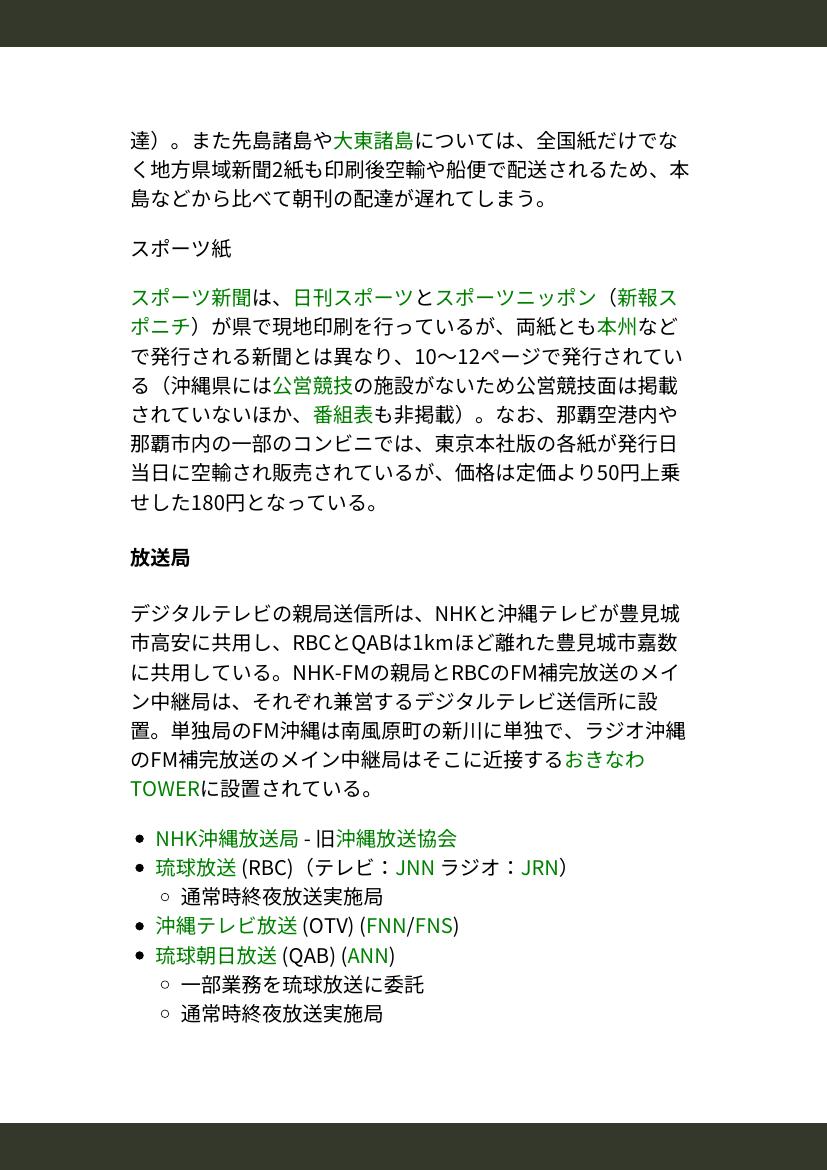 達）。また先島諸島や大東諸島については、全国紙だけでな
く地方県域新聞2紙も印刷後空輸や船便で配送されるため、本
島などから比べて朝刊の配達が遅れてしまう。
スポーツ紙
スポーツ新聞は、日刊スポーツとスポーツニッポン（新報ス
ポニチ）が県で現地印刷を行っているが、両紙とも本州など
で発行される新聞とは異なり、10〜12ページで発行されてい
る（沖縄県には公営競技の施設がないため公営競技面は掲載
されていないほか、番組表も非掲載）。なお、那覇空港内や
那覇市内の一部のコンビニでは、東京本社版の各紙が発行日
当日に空輸され販売されているが、価格は定価より50円上乗
せした180円となっている。
放送局
デジタルテレビの親局送信所は、NHKと沖縄テレビが豊見城
市高安に共用し、RBCとQABは1kmほど離れた豊見城市嘉数
に共用している。NHK-FMの親局とRBCのFM補完放送のメイ
ン中継局は、それぞれ兼営するデジタルテレビ送信所に設
置。単独局のFM沖縄は南風原町の新川に単独で、ラジオ沖縄
のFM補完放送のメイン中継局はそこに近接するおきなわ
TOWERに設置されている。
• NHK沖縄放送局 - 旧沖縄放送協会
• 琉球放送 (RBC)（テレビ：JNN ラジオ：JRN）
◦ 通常時終夜放送実施局
• 沖縄テレビ放送 (OTV) (FNN/FNS)
• 琉球朝日放送 (QAB) (ANN)
◦ 一部業務を琉球放送に委託
◦ 通常時終夜放送実施局